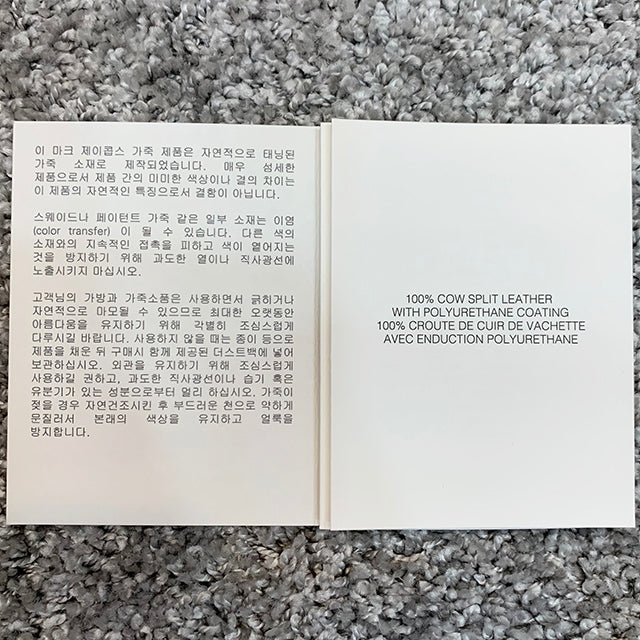 이 마크 제이콥스 가죽 제품은 자연적으로 태닝된
가죽 소재로 제작되었습니다. 매우 섬세한
제품으로서 제품 간의 미미한 색상이나 결의 차이는
이 제품의 자연적인 특징으로서 결함이 아닙니다.
스웨이드나 페이턴트 가죽 같은 일부 소재는 이염
(color transfer) 이 될 수 있습니다. 다른 색의
소재와의 지속적인 접촉을 피하고 색이 옅어지는
것을 방지하기 위해 과도한 열이나 직사광선에
노출시키지 마십시오.
고객님의 가방과 가죽소품은 사용하면서 긁히거나
자연적으로 마모될 수 있으므로 최대한 오랫동안
아름다움을 유지하기 위해 각별히 조심스럽게
다루시길 바랍니다. 사용하지 않을 때는 종이 등으로
제품을 채운 뒤 구매시 함께 제공된 더스트백에 넣어
보관하십시오. 외관을 유지하기 위해 조심스럽게
사용하길 권하고, 과도한 직사광선이나 습기 혹은
유분기가 있는 성분으로부터 멀리 하십시오. 가죽이
젖을 경우 자연건조시킨 후 부드러운 천으로 약하게
문질러서 본래의 색상을 유지하고 얼룩을
방지합니다.
100% COW SPLIT LEATHER
WITH POLYURETHANE COATING
100% CROUTE DE CUIR DE VACHETTE
AVEC ENDUCTION POLYURETHANE